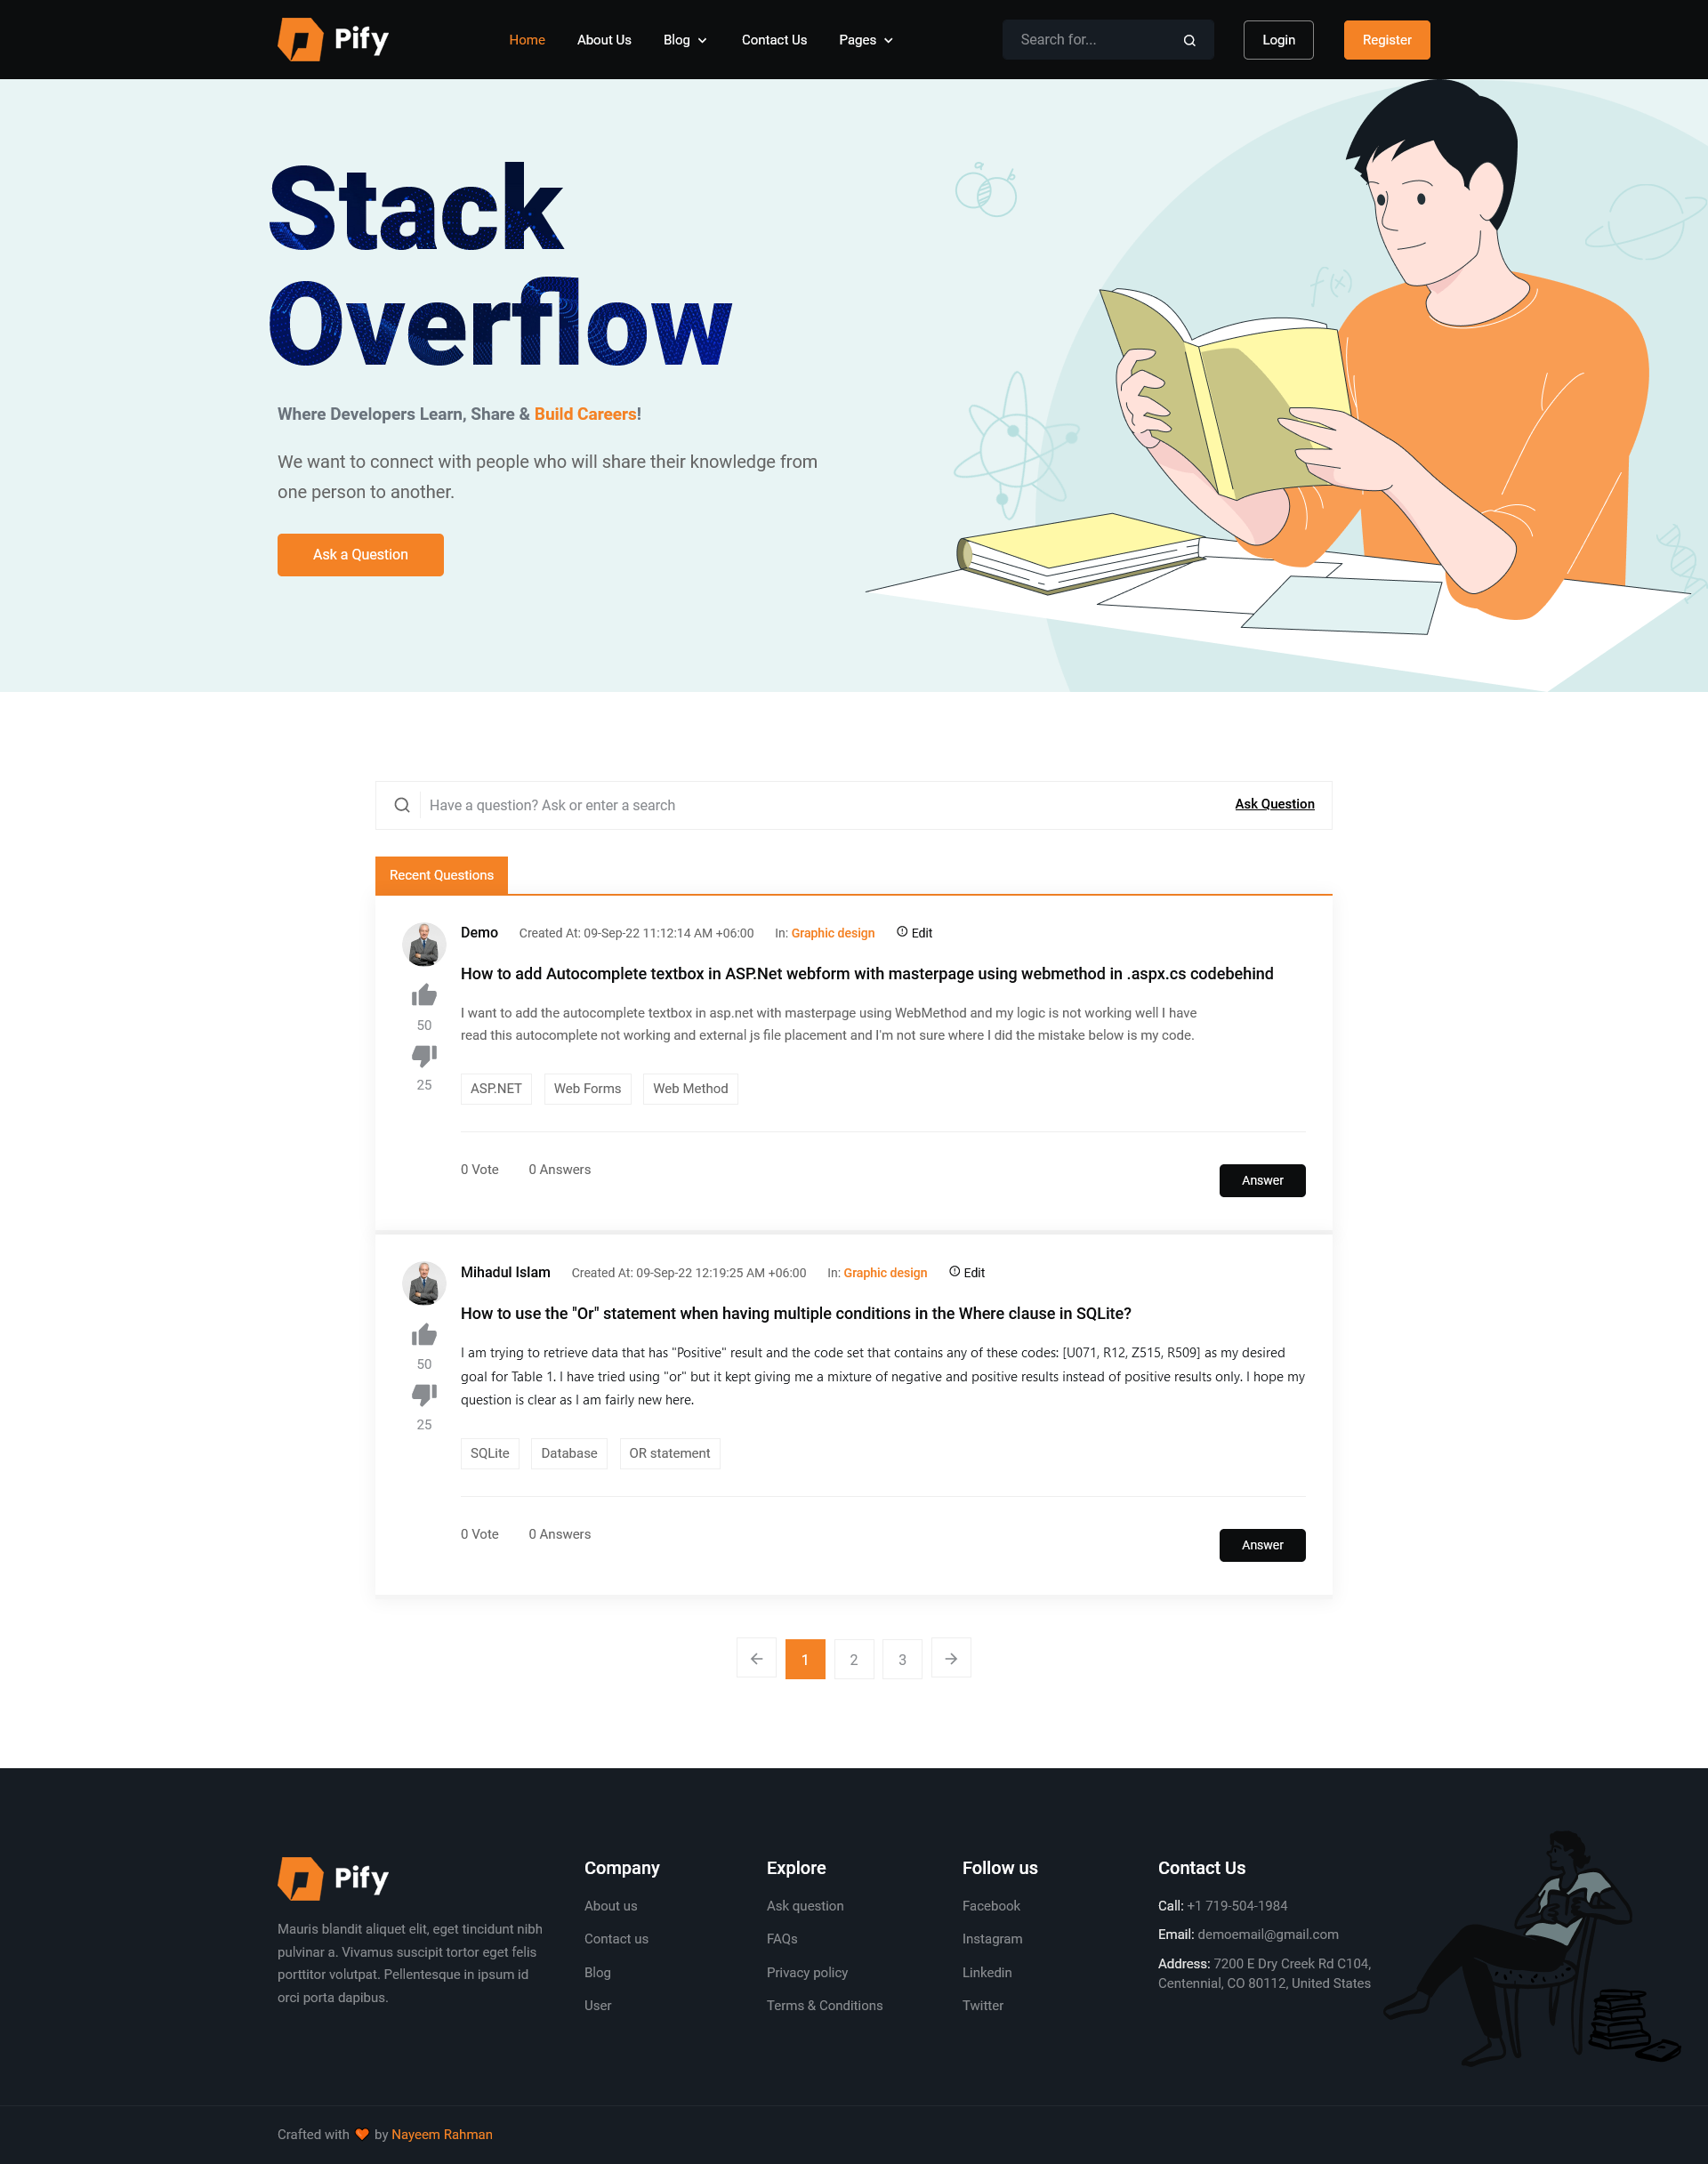 Pify
Home About Us Blog Contact Us Pages Search for... Login Register
Stack
Overflow
Where Developers Learn, Share & Build Careers!
We want to connect with people who will share their knowledge from
one person to another.
Ask a Question
f(x)
Have a question? Ask or enter a search Ask Question
Recent Questions
Demo Created At: 09-Sep-22 11:12:14 AM +06:00 In: Graphic design Edit
How to add Autocomplete textbox in ASP.Net webform with masterpage using webmethod in .aspx.cs codebehind
I want to add the autocomplete textbox in asp.net with masterpage using WebMethod and my logic is not working well I have
read this autocomplete not working and external js file placement and I'm not sure where I did the mistake below is my code.
50
25
ASP.NET Web Forms Web Method
0 Vote 0 Answers
Answer
Mihadul Islam Created At: 09-Sep-22 12:19:25 AM +06:00 In: Graphic design Edit
How to use the "Or" statement when having multiple conditions in the Where clause in SQLite?
I am trying to retrieve data that has "Positive" result and the code set that contains any of these codes: [U071, R12, Z515, R509] as my desired
goal for Table 1. I have tried using "or" but it kept giving me a mixture of negative and positive results instead of positive results only. I hope my
question is clear as I am fairly new here.
50
25
SQLite Database OR statement
0 Vote 0 Answers
Answer
1 2 3
Pify
Mauris blandit aliquet elit, eget tincidunt nibh
pulvinar a. Vivamus suscipit tortor eget felis
porttitor volutpat. Pellentesque in ipsum id
orci porta dapibus.
Company
About us
Contact us
Blog
User
Explore
Ask question
FAQs
Privacy policy
Terms & Conditions
Follow us
Facebook
Instagram
Linkedin
Twitter
Contact Us
Call: +1 719-504-1984
Email: demoemail@gmail.com
Address: 7200 E Dry Creek Rd C104,
Centennial, CO 80112, United States
Crafted with by Nayeem Rahman